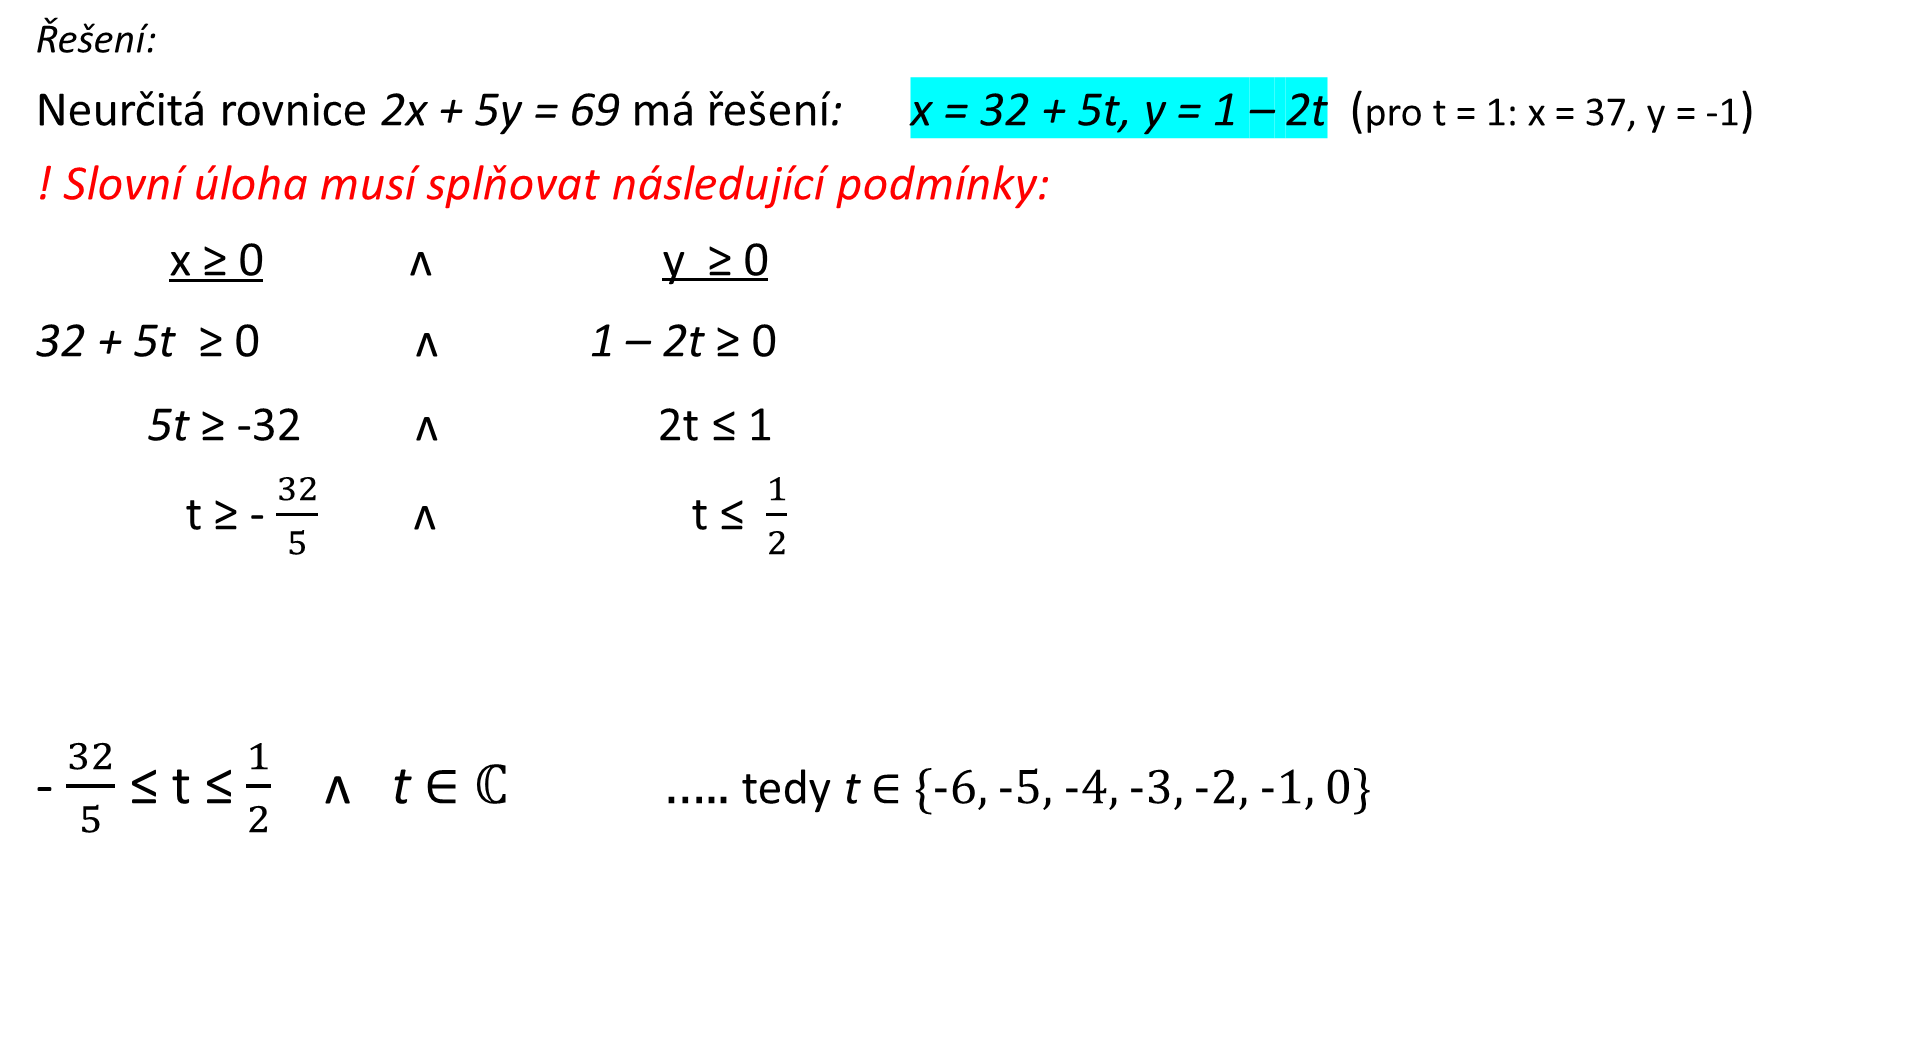 Řešení:
Neurčitá rovnice 2x + 5y = 69 má řešení: x = 32 + 5t, y = 1 – 2t (pro t = 1: x = 37, y = -1)
! Slovní úloha musí splňovat následující podmínky:
x ≥ 0 ∧ y ≥ 0
32 + 5t ≥ 0 ∧ 1 – 2t ≥ 0
5t ≥ -32 ∧ 2t ≤ 1
t ≥ - 32/5 ∧ t ≤ 1/2
- 32/5 ≤ t ≤ 1/2 ∧ t ∈ ℂ ..... tedy t ∈ {-6, -5, -4, -3, -2, -1, 0}